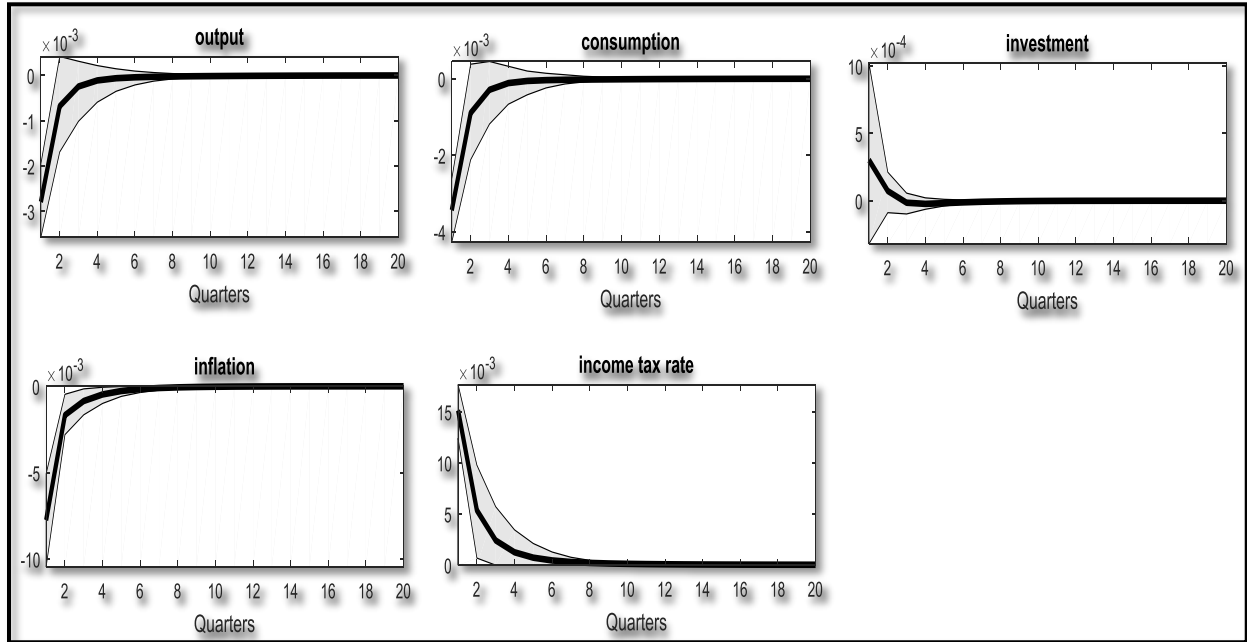 output
×10⁻³
0
-1
-2
-3
2 4 6 8 10 12 14 16 18 20
Quarters
consumption
×10⁻³
0
-2
-4
2 4 6 8 10 12 14 16 18 20
Quarters
investment
10 ×10⁻⁴
5
0
2 4 6 8 10 12 14 16 18 20
Quarters
inflation
0 ×10⁻³
-5
-10
2 4 6 8 10 12 14 16 18 20
Quarters
income tax rate
×10⁻³
15
10
5
0
2 4 6 8 10 12 14 16 18 20
Quarters